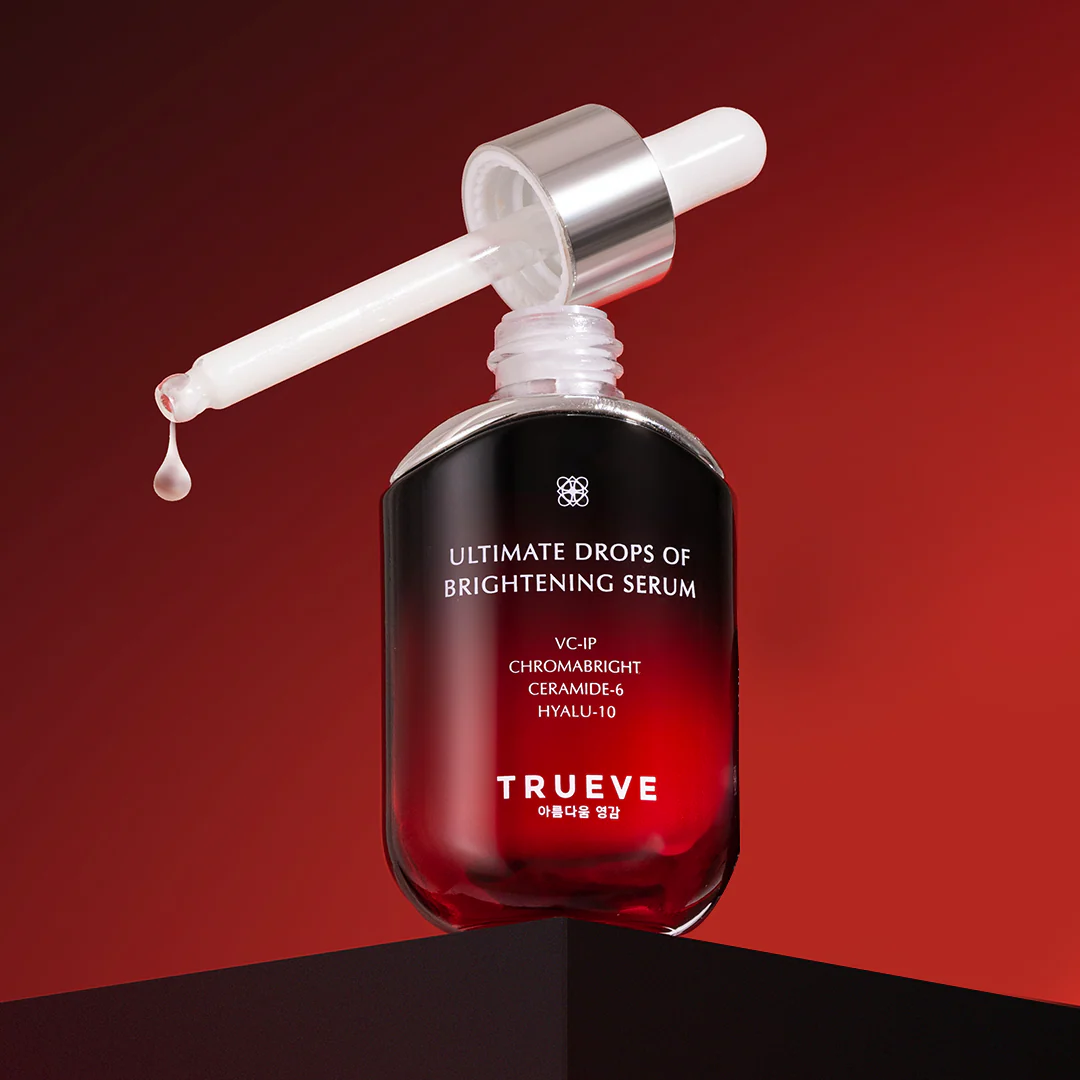 ULTIMATE DROPS OF
BRIGHTENING SERUM
VC-IP
CHROMABRIGHT
CERAMIDE-6
HYALU-10
TRUEVE
아름다움 영감